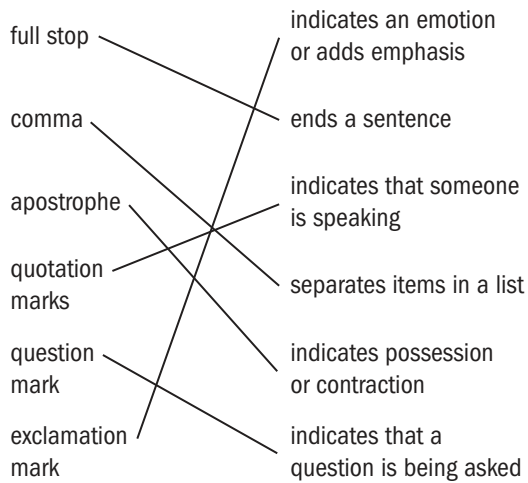 full stop
comma
apostrophe
quotation
marks
question
mark
exclamation
mark
indicates an emotion
or adds emphasis
ends a sentence
indicates that someone
is speaking
separates items in a list
indicates possession
or contraction
indicates that a
question is being asked